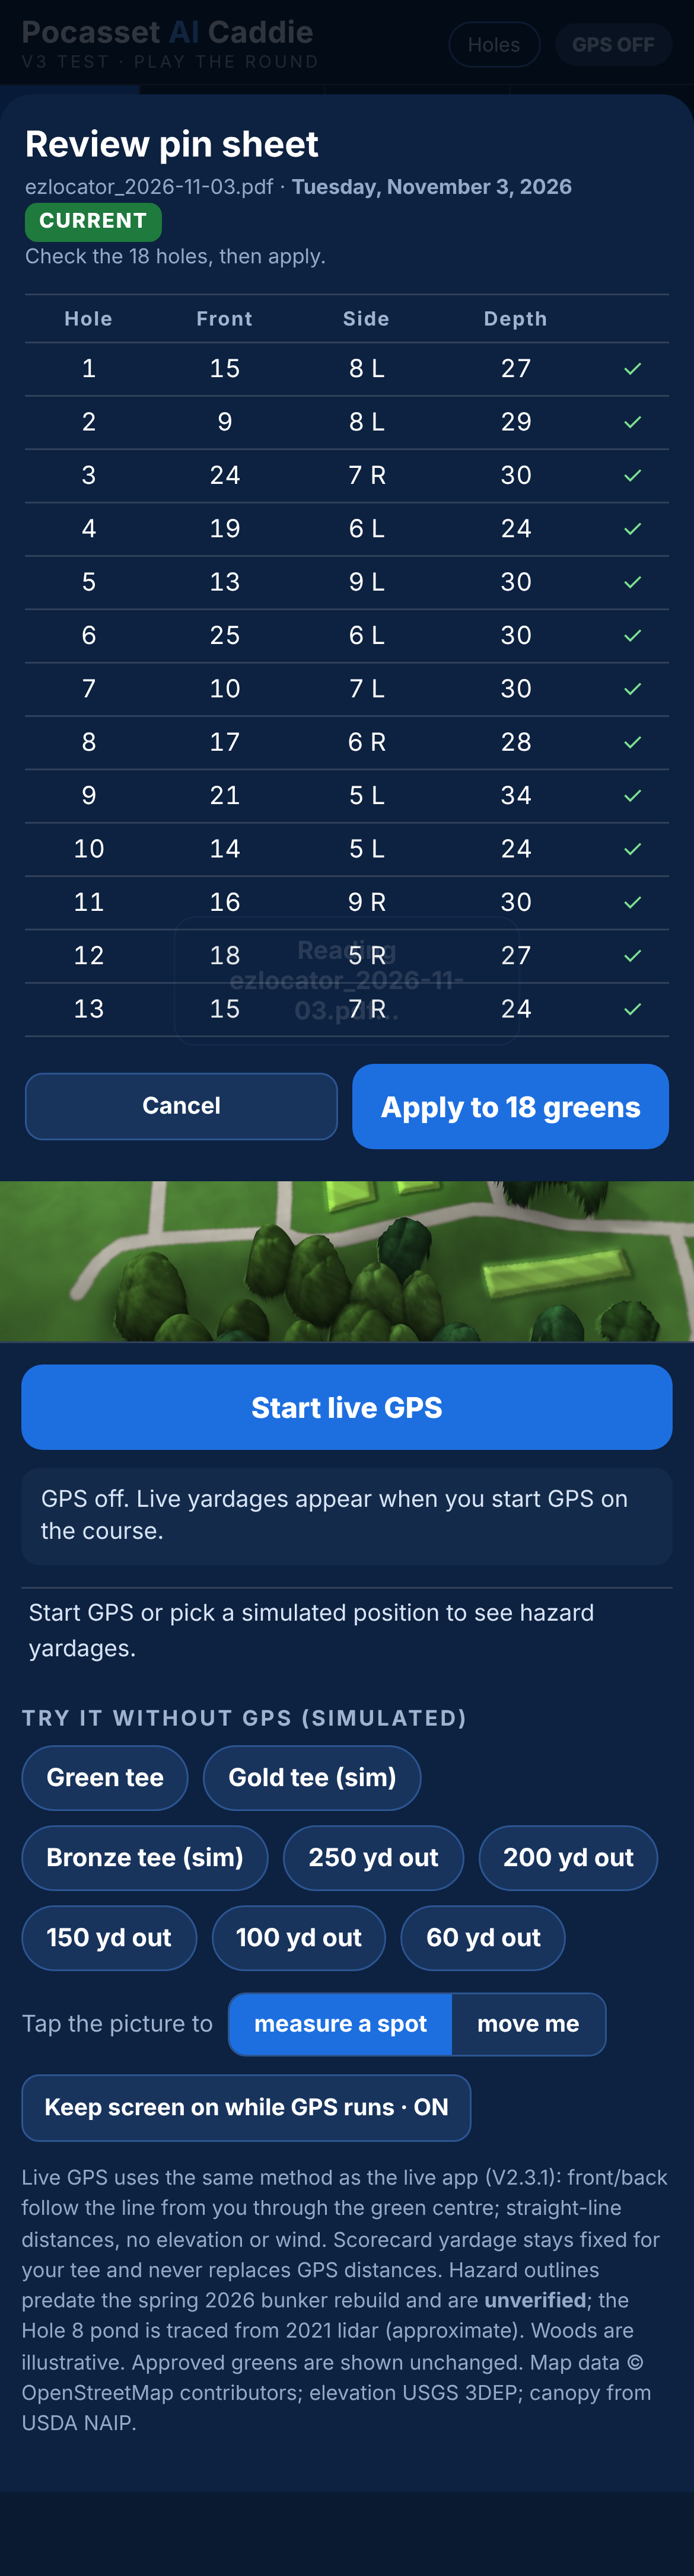 Pocasset AI Caddie
V3 TEST · PLAY THE ROUND
Holes
GPS OFF
Review pin sheet
ezlocator_2026-11-03.pdf · Tuesday, November 3, 2026
CURRENT
Check the 18 holes, then apply.
Hole Front Side Depth
1 15 8 L 27 ✓
2 9 8 L 29 ✓
3 24 7 R 30 ✓
4 19 6 L 24 ✓
5 13 9 L 30 ✓
6 25 6 L 30 ✓
7 10 7 L 30 ✓
8 17 6 R 28 ✓
9 21 5 L 34 ✓
10 14 5 L 24 ✓
11 16 9 R 30 ✓
12 18 5 R 27 ✓
13 15 7 R 24 ✓
Reading
ezlocator_2026-11-
03.pdf…
Cancel
Apply to 18 greens
Start live GPS
GPS off. Live yardages appear when you start GPS on
the course.
Start GPS or pick a simulated position to see hazard
yardages.
TRY IT WITHOUT GPS (SIMULATED)
Green tee Gold tee (sim)
Bronze tee (sim) 250 yd out 200 yd out
150 yd out 100 yd out 60 yd out
Tap the picture to measure a spot move me
Keep screen on while GPS runs · ON
Live GPS uses the same method as the live app (V2.3.1): front/back
follow the line from you through the green centre; straight-line
distances, no elevation or wind. Scorecard yardage stays fixed for
your tee and never replaces GPS distances. Hazard outlines
predate the spring 2026 bunker rebuild and are unverified; the
Hole 8 pond is traced from 2021 lidar (approximate). Woods are
illustrative. Approved greens are shown unchanged. Map data ©
OpenStreetMap contributors; elevation USGS 3DEP; canopy from
USDA NAIP.